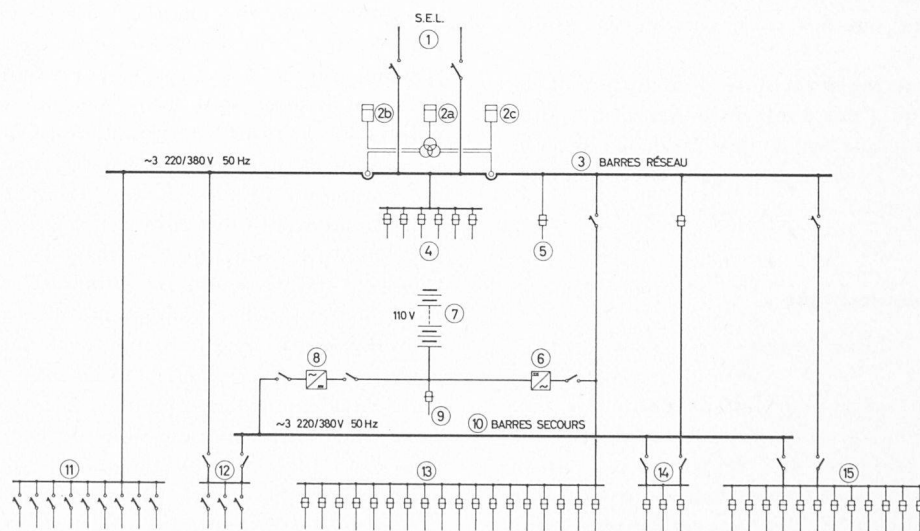 S.E.L.
1
2b
2a
2c
~3 220/380 V 50 Hz
3 BARRES RÉSEAU
4
5
110 V
7
8
6
9
~3 220/380V 50 Hz
10 BARRES SECOURS
11
12
13
14
15